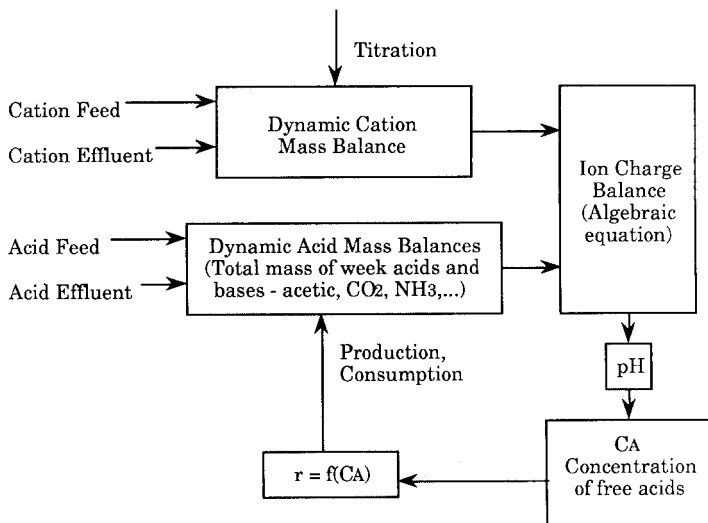 Titration
Cation Feed
Cation Effluent
Dynamic Cation
Mass Balance
Ion Charge
Balance
(Algebraic
equation)
Acid Feed
Acid Effluent
Dynamic Acid Mass Balances
(Total mass of week acids and
bases - acetic, CO2, NH3,...)
Production,
Consumption
pH
CA
Concentration
of free acids
r = f(CA)